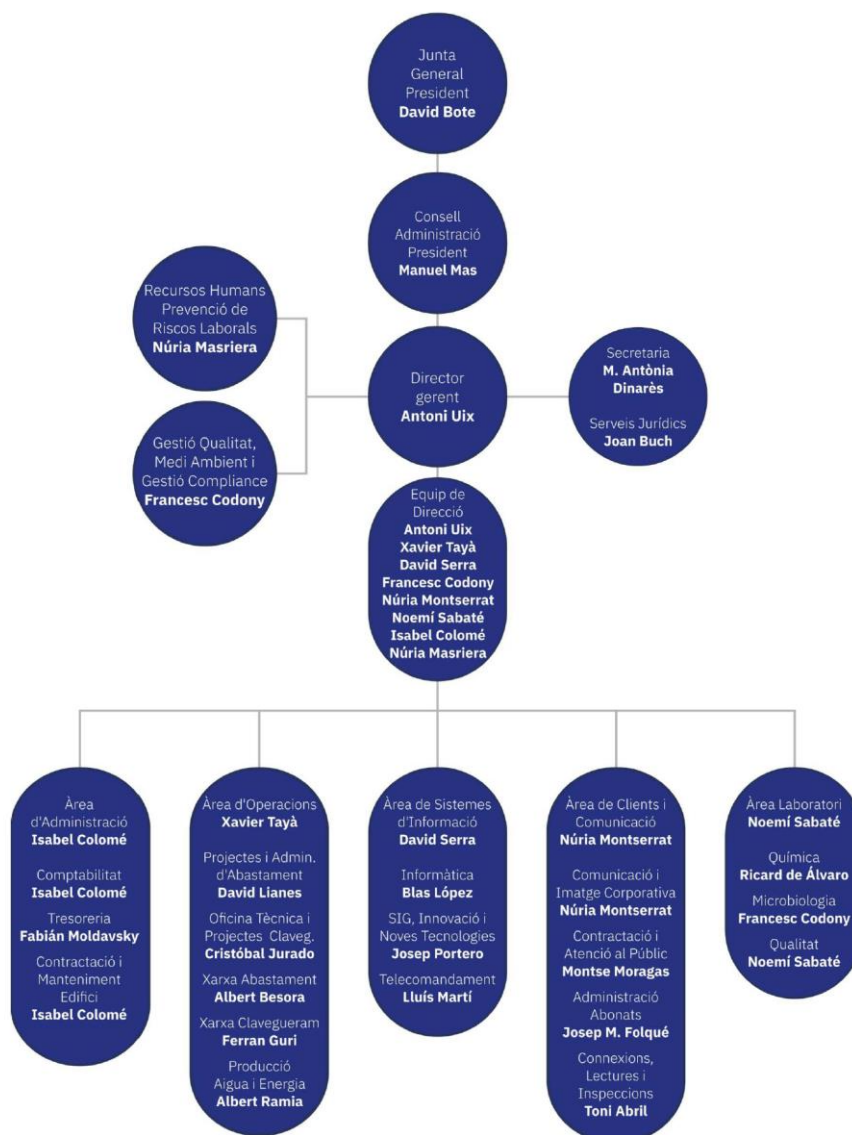 Junta
General
President
David Bote
Consell
Administració
President
Manuel Mas
Recursos Humans
Prevenció de
Riscos Laborals
Núria Masriera
Director
gerent
Antoni Uix
Secretaria
M. Antònia
Dinarès
Serveis Jurídics
Joan Buch
Gestió Qualitat,
Medi Ambient i
Gestió Compliance
Francesc Codony
Equip de
Direcció
Antoni Uix
Xavier Tayà
David Serra
Francesc Codony
Núria Montserrat
Noemí Sabaté
Isabel Colomé
Núria Masriera
Àrea
d'Administració
Isabel Colomé
Comptabilitat
Isabel Colomé
Tresoreria
Fabián Moldavsky
Contractació i
Manteniment
Edifici
Isabel Colomé
Àrea d'Operacions
Xavier Tayà
Projectes i Admin.
d'Abastament
David Lianes
Oficina Tècnica i
Projectes Claveg.
Cristóbal Jurado
Xarxa Abastament
Albert Besora
Xarxa Clavegueram
Ferran Guri
Producció
Aigua i Energia
Albert Ramia
Àrea de Sistemes
d'Informació
David Serra
Informàtica
Blas López
SIG, Innovació i
Noves Tecnologies
Josep Portero
Telecomandament
Lluís Martí
Àrea de Clients i
Comunicació
Núria Montserrat
Comunicació i
Imatge Corporativa
Núria Montserrat
Contractació i
Atenció al Públic
Montse Moragas
Administració
Abonats
Josep M. Folqué
Connexions,
Lectures i
Inspeccions
Toni Abril
Àrea Laboratori
Noemí Sabaté
Química
Ricard de Álvaro
Microbiologia
Francesc Codony
Qualitat
Noemí Sabaté